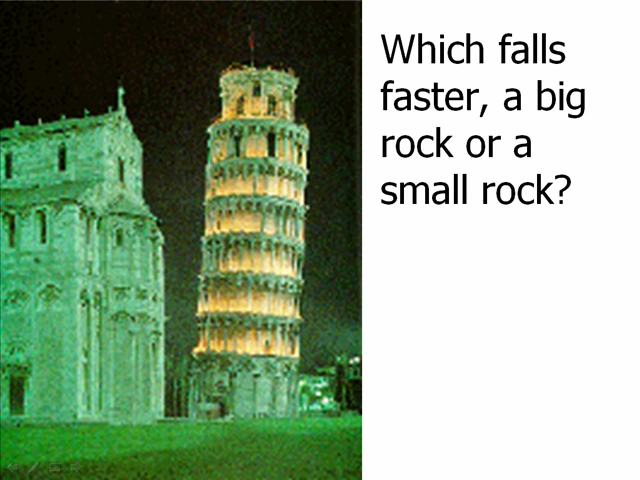 Which falls
faster, a big
rock or a
small rock?